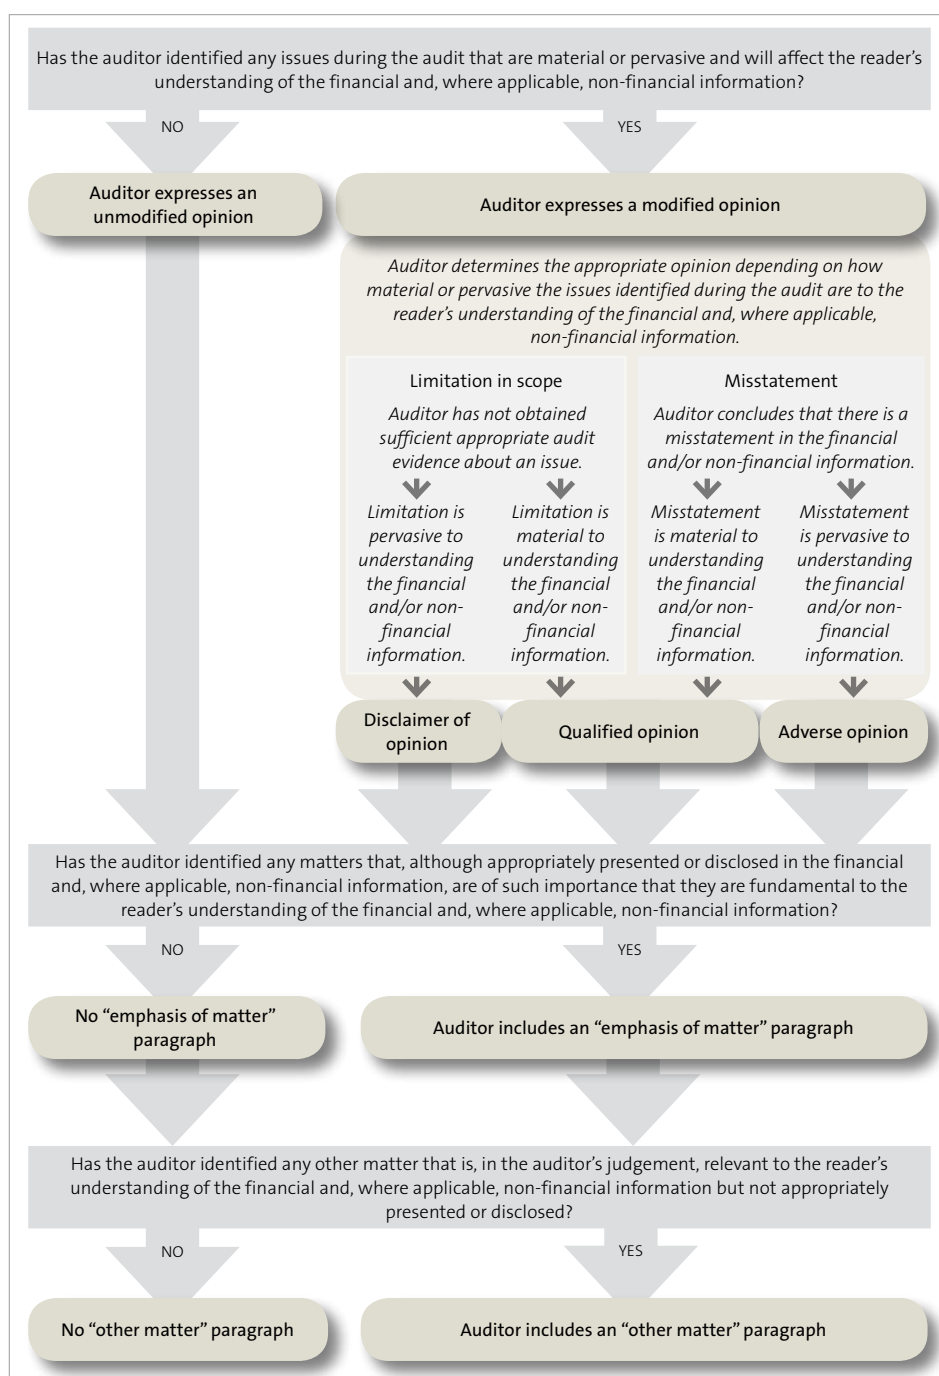 Has the auditor identified any issues during the audit that are material or pervasive and will affect the reader's
understanding of the financial and, where applicable, non-financial information?
NO
YES
Auditor expresses an
unmodified opinion
Auditor expresses a modified opinion
Auditor determines the appropriate opinion depending on how
material or pervasive the issues identified during the audit are to the
reader's understanding of the financial and, where applicable,
non-financial information.
Limitation in scope
Auditor has not obtained
sufficient appropriate audit
evidence about an issue.
Limitation is
pervasive to
understanding
the financial
and/or non-
financial
information.
Limitation is
material to
understanding
the financial
and/or non-
financial
information.
Misstatement
Auditor concludes that there is a
misstatement in the financial
and/or non-financial information.
Misstatement
is material to
understanding
the financial
and/or non-
financial
information.
Misstatement
is pervasive to
understanding
the financial
and/or non-
financial
information.
Disclaimer of
opinion
Qualified opinion
Adverse opinion
Has the auditor identified any matters that, although appropriately presented or disclosed in the financial
and, where applicable, non-financial information, are of such importance that they are fundamental to the
reader's understanding of the financial and, where applicable, non-financial information?
NO
YES
No “emphasis of matter”
paragraph
Auditor includes an “emphasis of matter” paragraph
Has the auditor identified any other matter that is, in the auditor's judgement, relevant to the reader's
understanding of the financial and, where applicable, non-financial information but not appropriately
presented or disclosed?
NO
YES
No “other matter” paragraph
Auditor includes an “other matter” paragraph